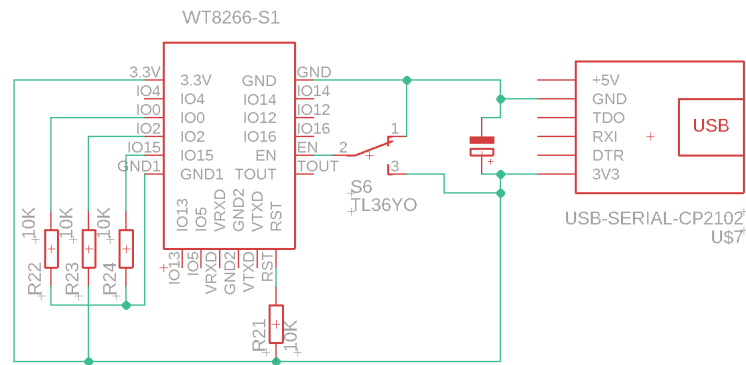 WT8266-S1
3.3V 3.3V GND GND
IO4 IO4 IO14 IO14
IO0 IO0 IO12 IO12
IO2 IO2 IO16 IO16
IO15 IO15 EN EN
GND1 GND1 TOUT TOUT
IO13 IO5 VRXD GND2 VTXD RST
IO13 IO5 VRXD GND2 VTXD RST
2 1
3
S6
TL36YO
+5V
GND
TDO
RXI
DTR
3V3
USB
USB-SERIAL-CP2102
U$7
10K 10K 10K
R22 R23 R24
R21 10K
+